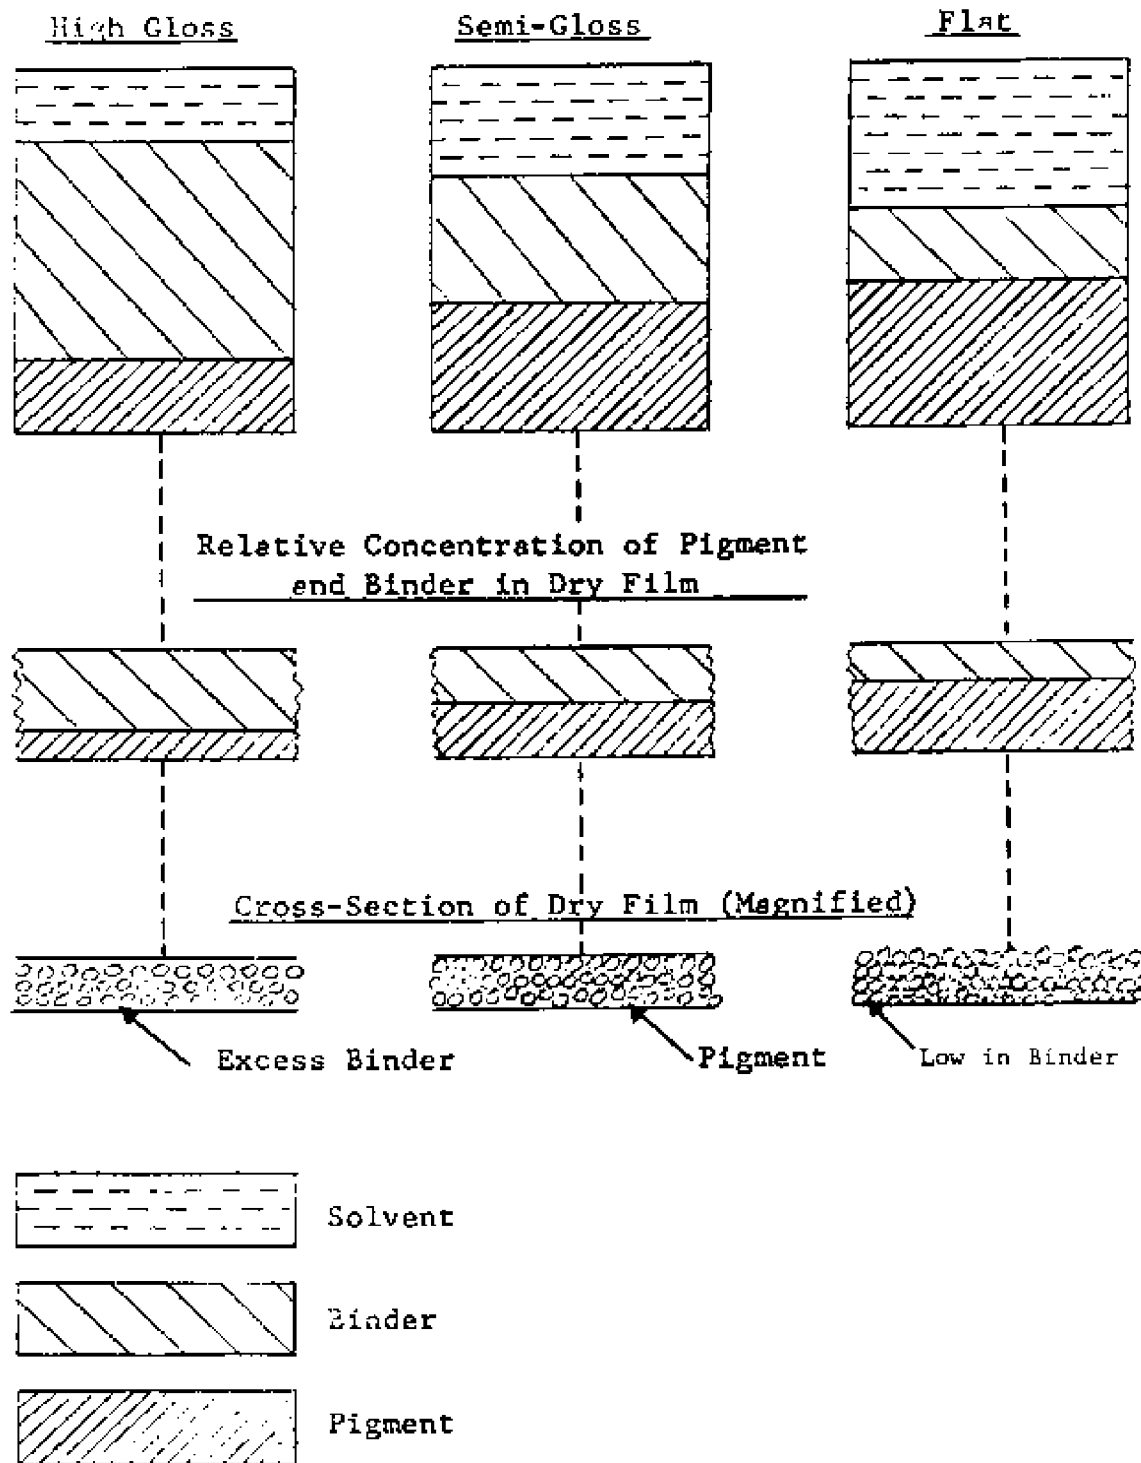 High Gloss
Semi-Gloss
Flat
Relative Concentration of Pigment
and Binder in Dry Film
Cross-Section of Dry Film (Magnified)
Excess Binder
Pigment
Low in Binder
Solvent
Binder
Pigment